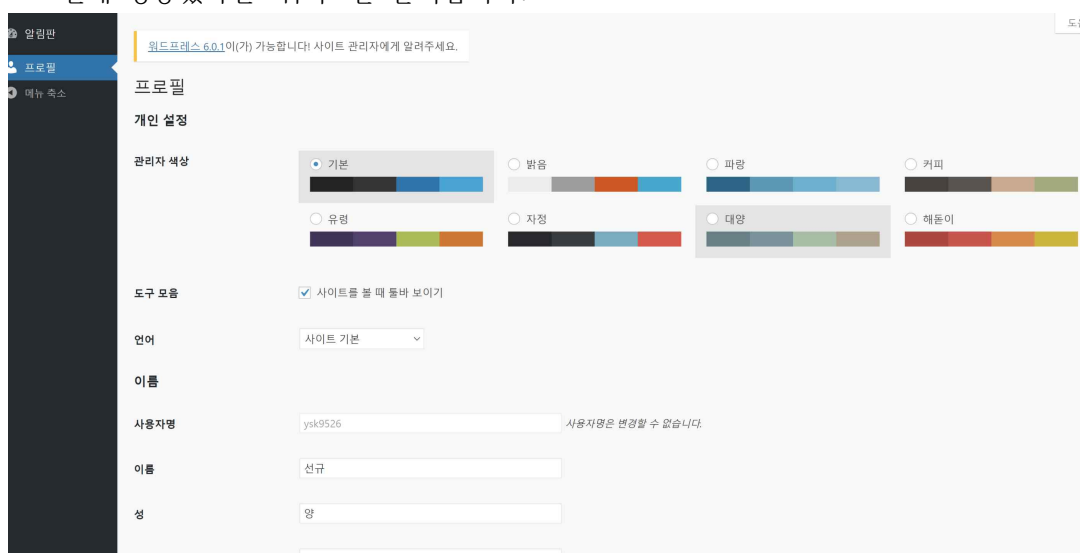 알림판
도움
워드프레스 6.0.1이(가) 가능합니다! 사이트 관리자에게 알려주세요.
프로필
메뉴 축소
프로필
개인 설정
관리자 색상
기본
밝음
파랑
커피
유령
자정
대양
해돋이
도구 모음
사이트를 볼 때 툴바 보이기
언어
사이트 기본
이름
사용자명
ysk9526
사용자명은 변경할 수 없습니다.
이름
선규
성
양